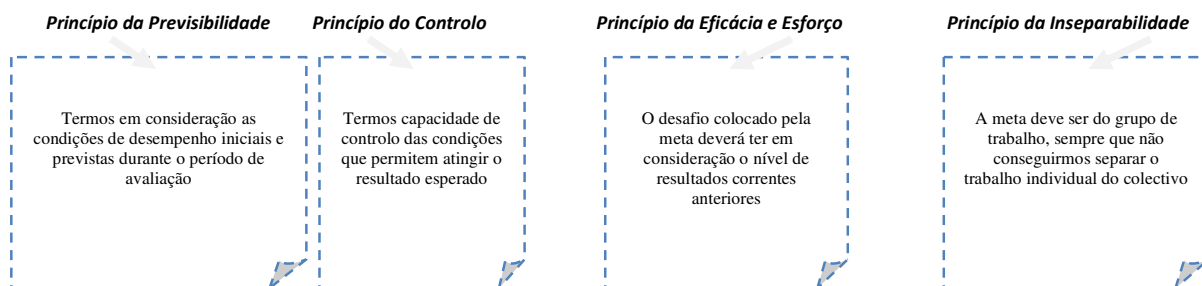 Princípio da Previsibilidade
Termos em consideração as
condições de desempenho iniciais e
previstas durante o período de
avaliação
Princípio do Controlo
Termos capacidade de
controlo das condições
que permitem atingir o
resultado esperado
Princípio da Eficácia e Esforço
O desafio colocado pela
meta deverá ter em
consideração o nível de
resultados correntes
anteriores
Princípio da Inseparabilidade
A meta deve ser do grupo de
trabalho, sempre que não
conseguirmos separar o
trabalho individual do colectivo